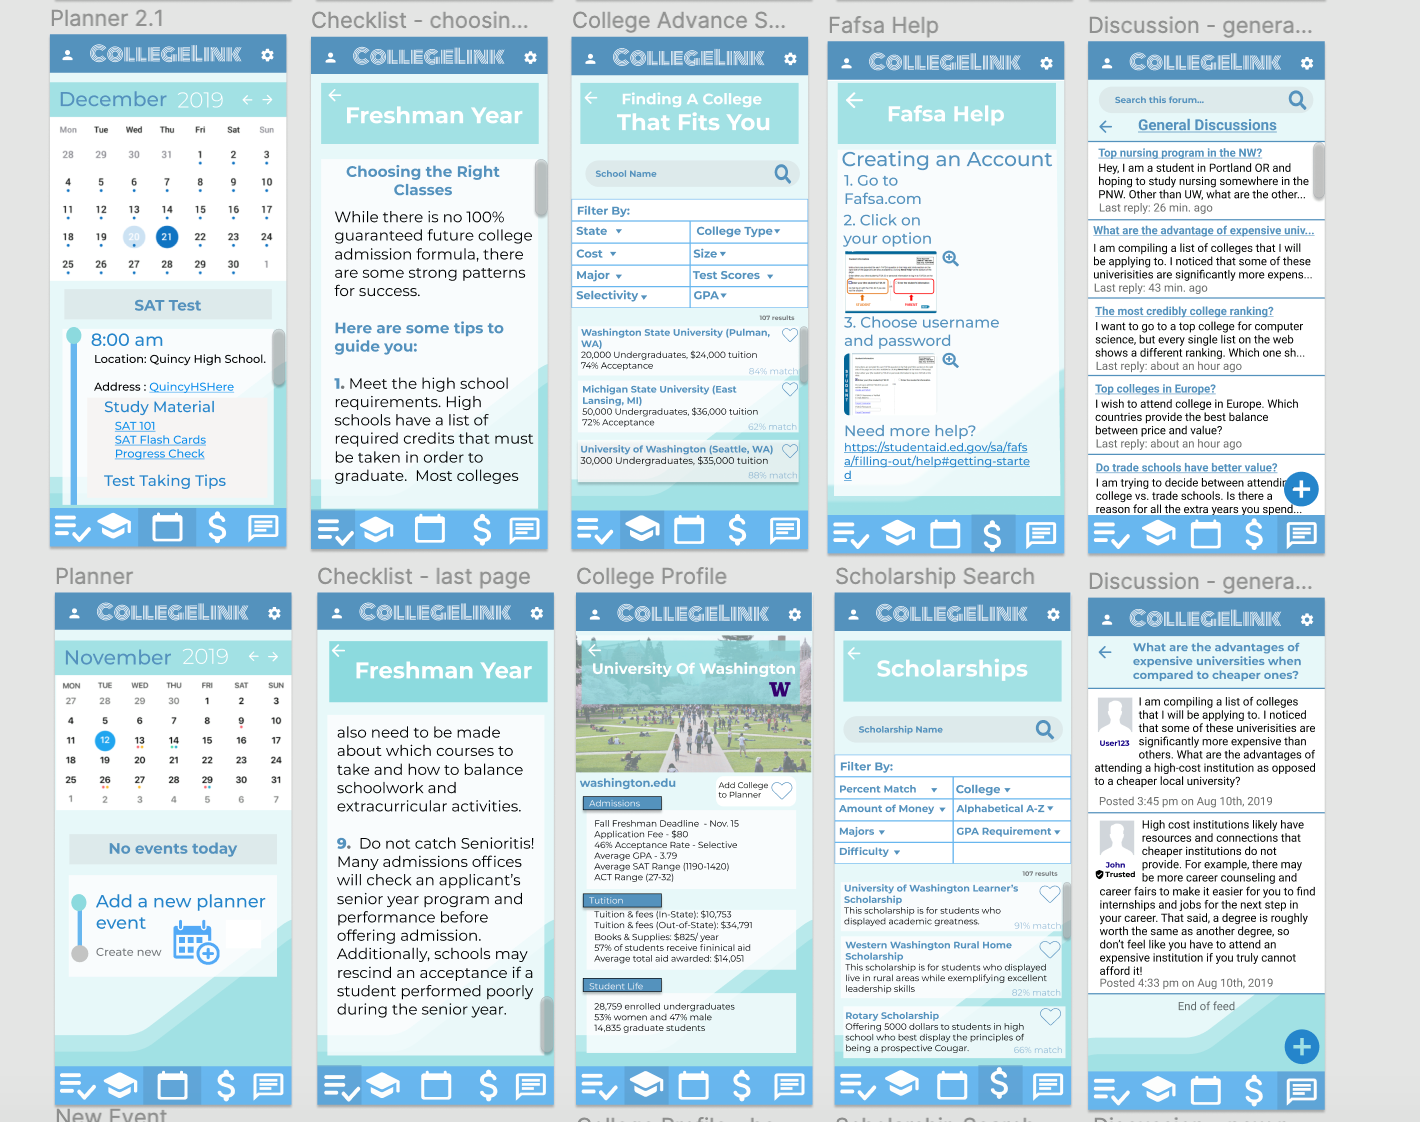 Planner 2.1
COLLEGELINK
December 2019
Mon Tue Wed Thu Fri Sat Sun
28 29 30 31 1 2 3
4 5 6 7 8 9 10
11 12 13 14 15 16 17
18 19 20 21 22 23 24
25 26 27 28 29 30 1
SAT Test
8:00 am
Location: Quincy High School.
Address : QuincyHSHere
Study Material
SAT 101
SAT Flash Cards
Progress Check
Test Taking Tips
Checklist - choosin...
COLLEGELINK
Freshman Year
Choosing the Right
Classes
While there is no 100%
guaranteed future college
admission formula, there
are some strong patterns
for success.
Here are some tips to
guide you:
1. Meet the high school
requirements. High
schools have a list of
required credits that must
be taken in order to
graduate. Most colleges
College Advance S...
COLLEGELINK
Finding A College
That Fits You
School Name
Filter By:
State College Type
Cost Size
Major Test Scores
Selectivity GPA
107 results
Washington State University (Pulman,
WA)
20,000 Undergraduates, $24,000 tuition
74% Acceptance
84% match
Michigan State University (East
Lansing, MI)
50,000 Undergraduates, $36,000 tuition
72% Acceptance
62% match
University of Washington (Seattle, WA)
30,000 Undergraduates, $35,000 tuition
88% match
Fafsa Help
COLLEGELINK
Fafsa Help
Creating an Account
1. Go to
Fafsa.com
2. Click on
your option
STUDENT PARENT
3. Choose username
and password
STUDENT
Need more help?
https://studentaid.ed.gov/sa/fafs
a/filling-out/help#getting-starte
d
Discussion - genera...
COLLEGELINK
Search this forum...
General Discussions
Top nursing program in the NW?
Hey, I am a student in Portland OR and
hoping to study nursing somewhere in the
PNW. Other than UW, what are the other...
Last reply: 26 min. ago
What are the advantage of expensive univ...
I am compiling a list of colleges that I will
be applying to. I noticed that some of these
univerisities are significantly more expens...
Last reply: 43 min. ago
The most credibly college ranking?
I want to go to a top college for computer
science, but every single list on the web
shows a different ranking. Which one sh...
Last reply: about an hour ago
Top colleges in Europe?
I wish to attend college in Europe. Which
countries provide the best balance
between price and value?
Last reply: about an hour ago
Do trade schools have better value?
I am trying to decide between attendin
college vs. trade schools. Is there a
reason for all the extra years you spend...
Planner
COLLEGELINK
November 2019
MON TUE WED THU FRI SAT SUN
27 28 29 30 1 2 3
4 5 6 7 8 9 10
11 12 13 14 15 16 17
18 19 20 21 22 23 24
25 26 27 28 29 30 31
1 2 3 4 5 6 7
No events today
Add a new planner
event
Create new
New Event
Checklist - last page
COLLEGELINK
Freshman Year
also need to be made
about which courses to
take and how to balance
schoolwork and
extracurricular activities.
9. Do not catch Senioritis!
Many admissions offices
will check an applicant's
senior year program and
performance before
offering admission.
Additionally, schools may
rescind an acceptance if a
student performed poorly
during the senior year.
College Profile
COLLEGELINK
University Of Washington
W
washington.edu
Add College
to Planner
Admissions
Fall Freshman Deadline - Nov. 15
Application Fee - $80
46% Acceptance Rate - Selective
Average GPA - 3.79
Average SAT Range (1190-1420)
ACT Range (27-32)
Tutition
Tuition & fees (In-State): $10,753
Tuition & fees (Out-of-State): $34,791
Books & Supplies: $825/ year
57% of students receive fininical aid
Average total aid awarded: $14,051
Student Life
28,759 enrolled undergraduates
53% women and 47% male
14,835 graduate students
Scholarship Search
COLLEGELINK
Scholarships
Scholarship Name
Filter By:
Percent Match College
Amount of Money Alphabetical A-Z
Majors GPA Requirement
Difficulty
107 results
University of Washington Learner's
Scholarship
This scholarship is for students who
displayed academic greatness.
91% match
Western Washington Rural Home
Scholarship
This scholarship is for students who displayed
live in rural areas while exemplifying excellent
leadership skills
82% match
Rotary Scholarship
Offering 5000 dollars to students in high
school who best display the principles of
being a prospective Cougar.
66% match
Discussion - genera...
COLLEGELINK
What are the advantages of
expensive universities when
compared to cheaper ones?
I am compiling a list of colleges
that I will be applying to. I noticed
that some of these univerisities are
significantly more expensive than
others. What are the advantages of
attending a high-cost institution as opposed
to a cheaper local university?
User123
Posted 3:45 pm on Aug 10th, 2019
High cost institutions likely have
resources and connections that
cheaper institutions do not
provide. For example, there may
be more career counseling and
career fairs to make it easier for you to find
internships and jobs for the next step in
your career. That said, a degree is roughly
worth the same as another degree, so
don't feel like you have to attend an
expensive institution if you truly cannot
afford it!
John
Trusted
Posted 4:33 pm on Aug 10th, 2019
End of feed